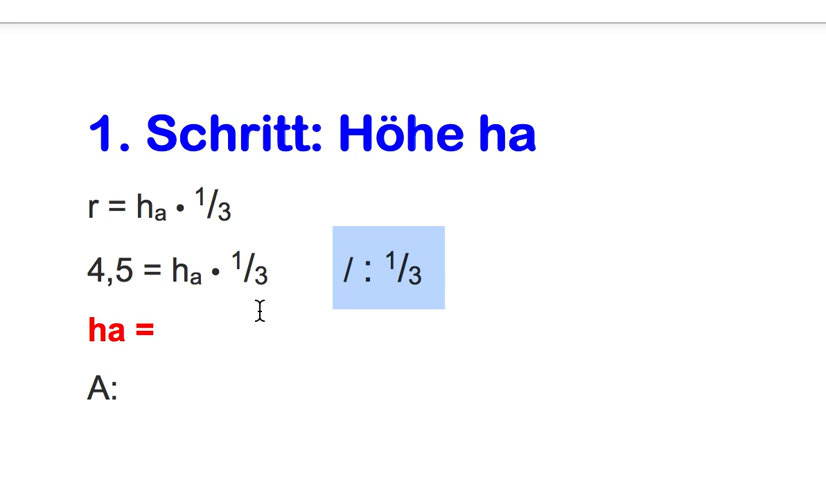 1. Schritt: Höhe ha
r = hₐ • ¹/₃
4,5 = hₐ • ¹/₃ / : ¹/₃
ha =
A: